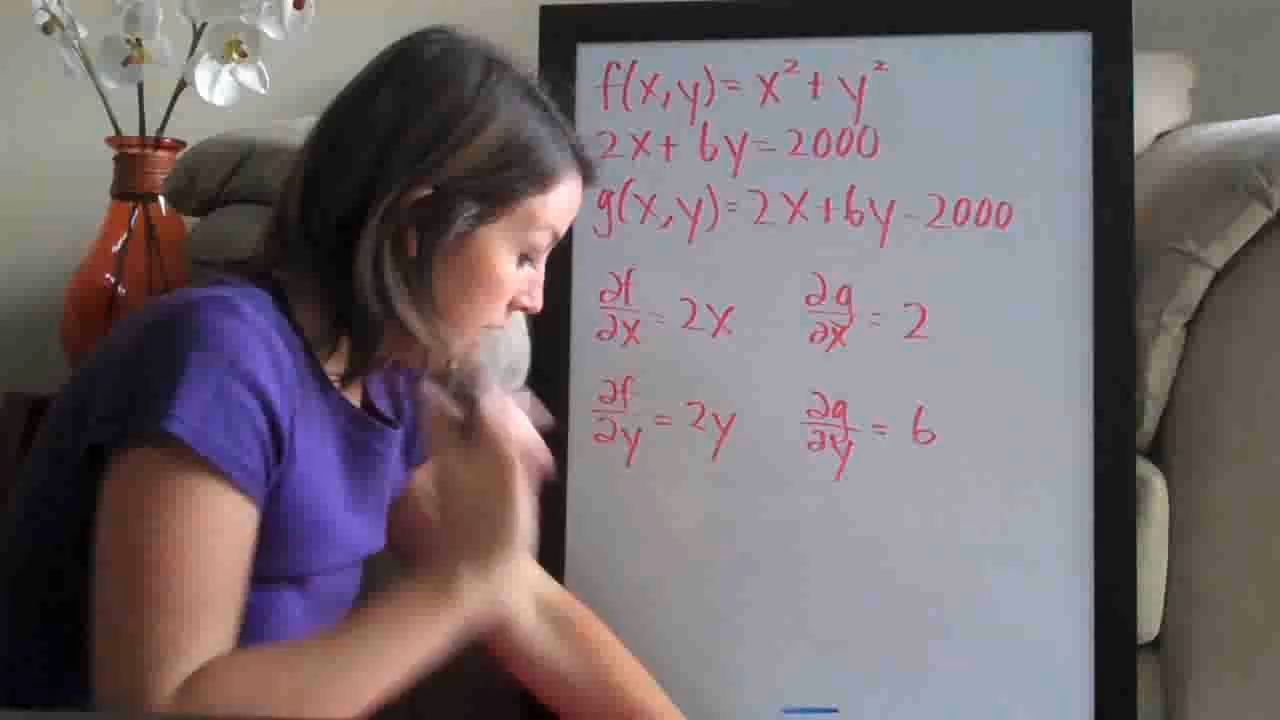 f(x,y)=x²+y²
2x+6y=2000
g(x,y)=2x+6y-2000
∂f/∂x=2x ∂g/∂x=2
∂f/∂y=2y ∂g/∂y=6